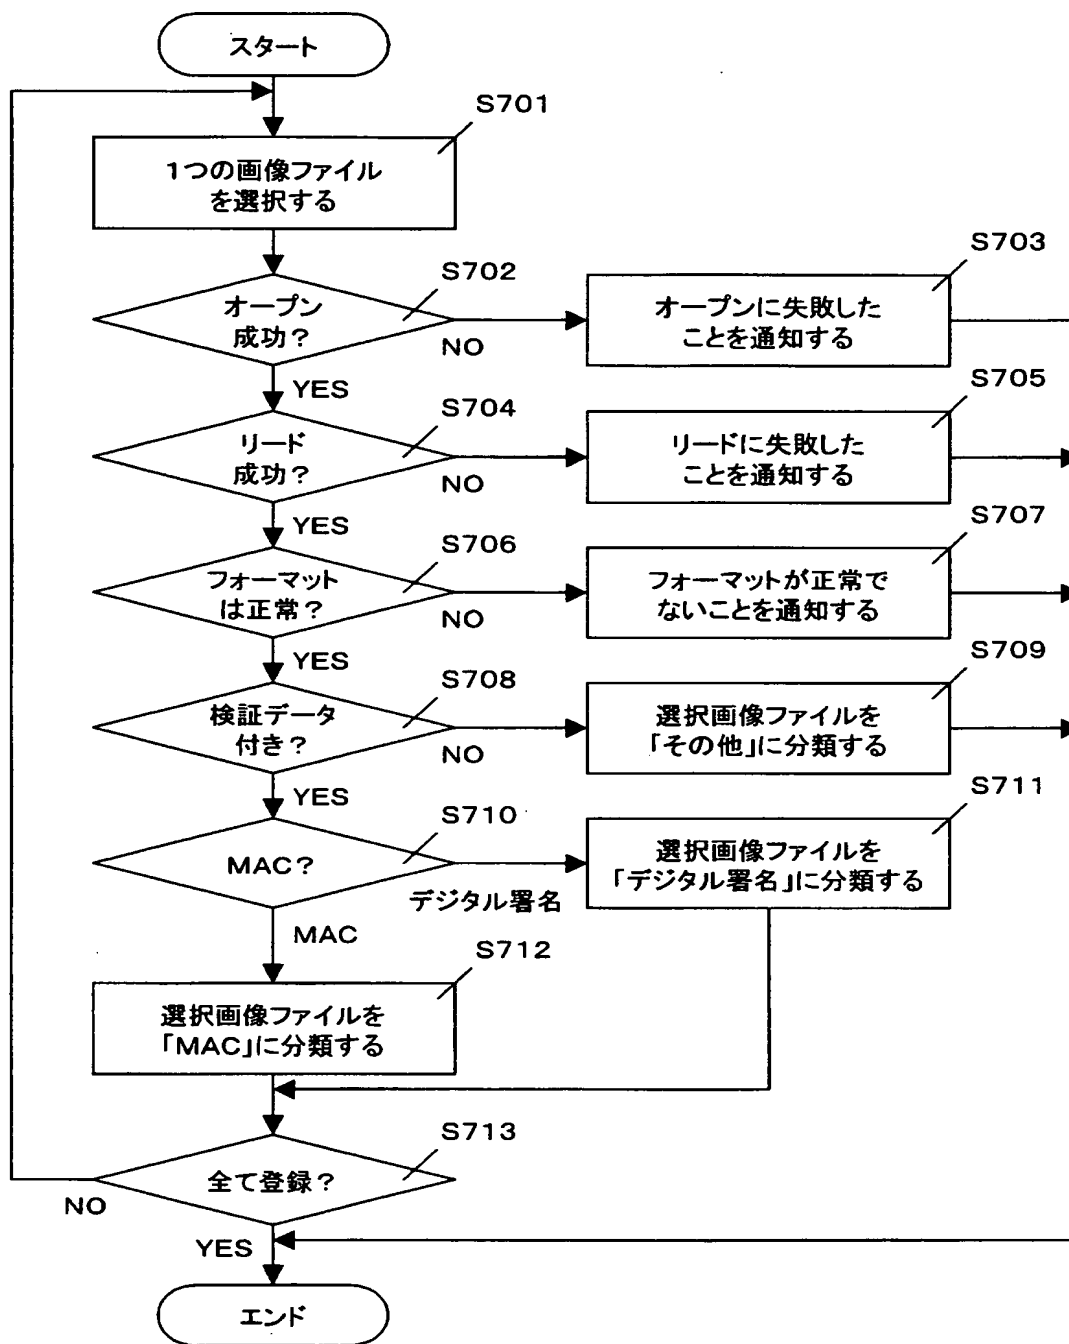 スタート
S701
1つの画像ファイル
を選択する
S702
オープン
成功？
NO
YES
S703
オープンに失敗した
ことを通知する
S704
リード
成功？
NO
YES
S705
リードに失敗した
ことを通知する
S706
フォーマット
は正常？
NO
YES
S707
フォーマットが正常で
ないことを通知する
S708
検証データ
付き？
NO
YES
S709
選択画像ファイルを
「その他」に分類する
S710
MAC？
デジタル署名
MAC
S711
選択画像ファイルを
「デジタル署名」に分類する
S712
選択画像ファイルを
「MAC」に分類する
S713
全て登録？
NO
YES
エンド